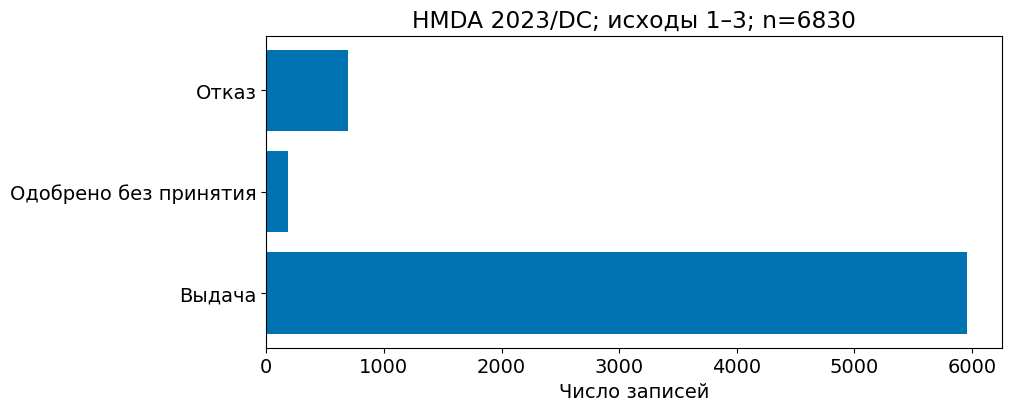 HMDA 2023/DC; исходы 1–3; n=6830
Отказ
Одобрено без принятия
Выдача
0 1000 2000 3000 4000 5000 6000
Число записей